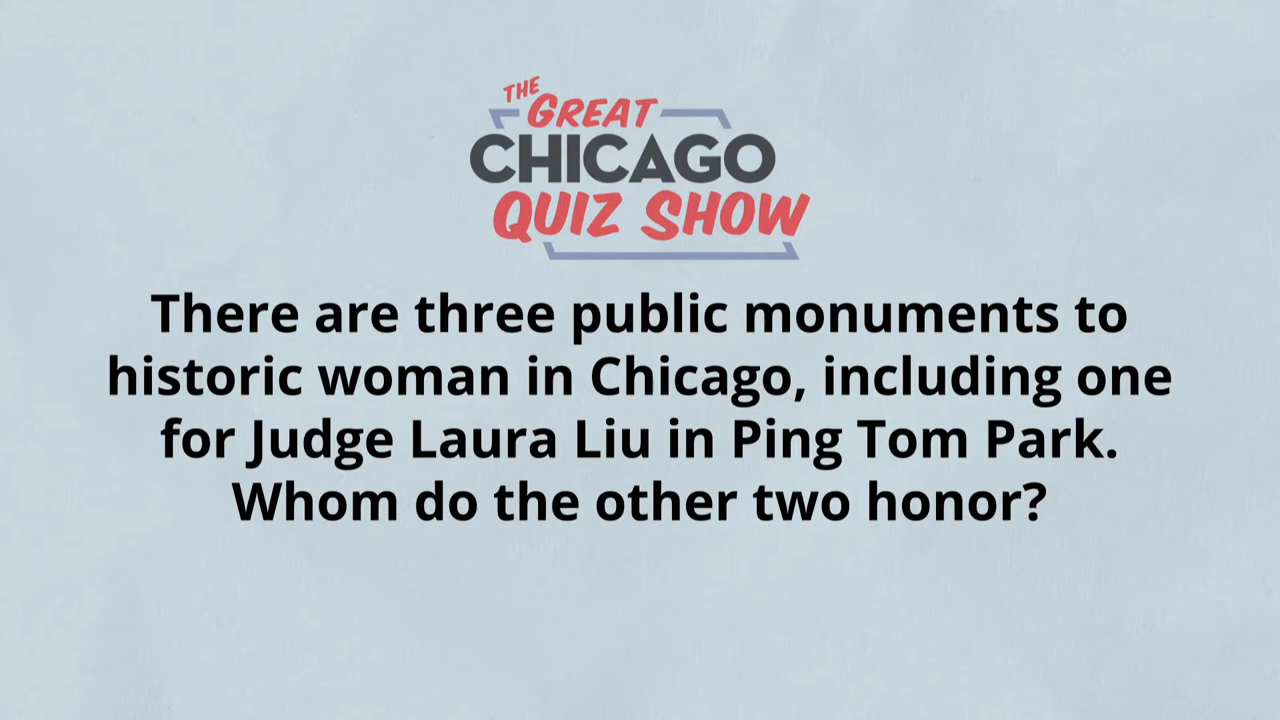 THE
GREAT
CHICAGO
QUIZ SHOW
There are three public monuments to
historic woman in Chicago, including one
for Judge Laura Liu in Ping Tom Park.
Whom do the other two honor?